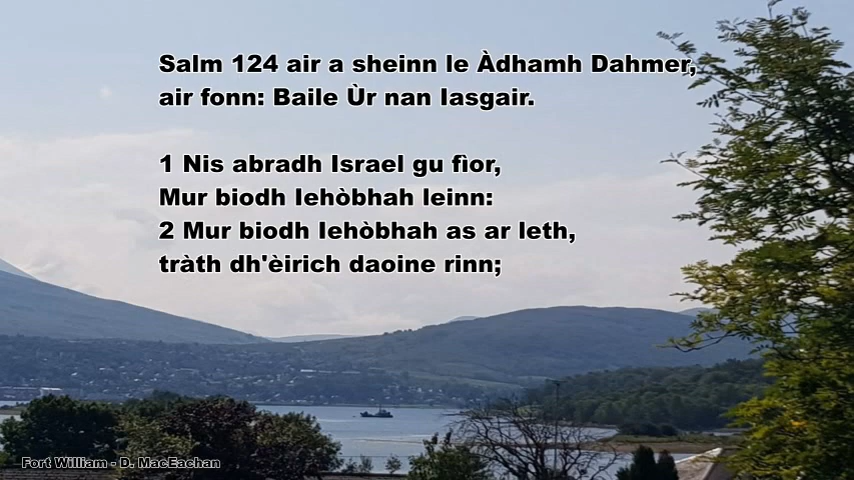 Salm 124 air a sheinn le Àdhamh Dahmer,
air fonn: Baile Ùr nan Iasgair.
1 Nis abradh Israel gu fìor,
Mur biodh Iehòbhah leinn:
2 Mur biodh Iehòbhah as ar leth,
tràth dh'èirich daoine rinn;
Fort William - D. MacEachan